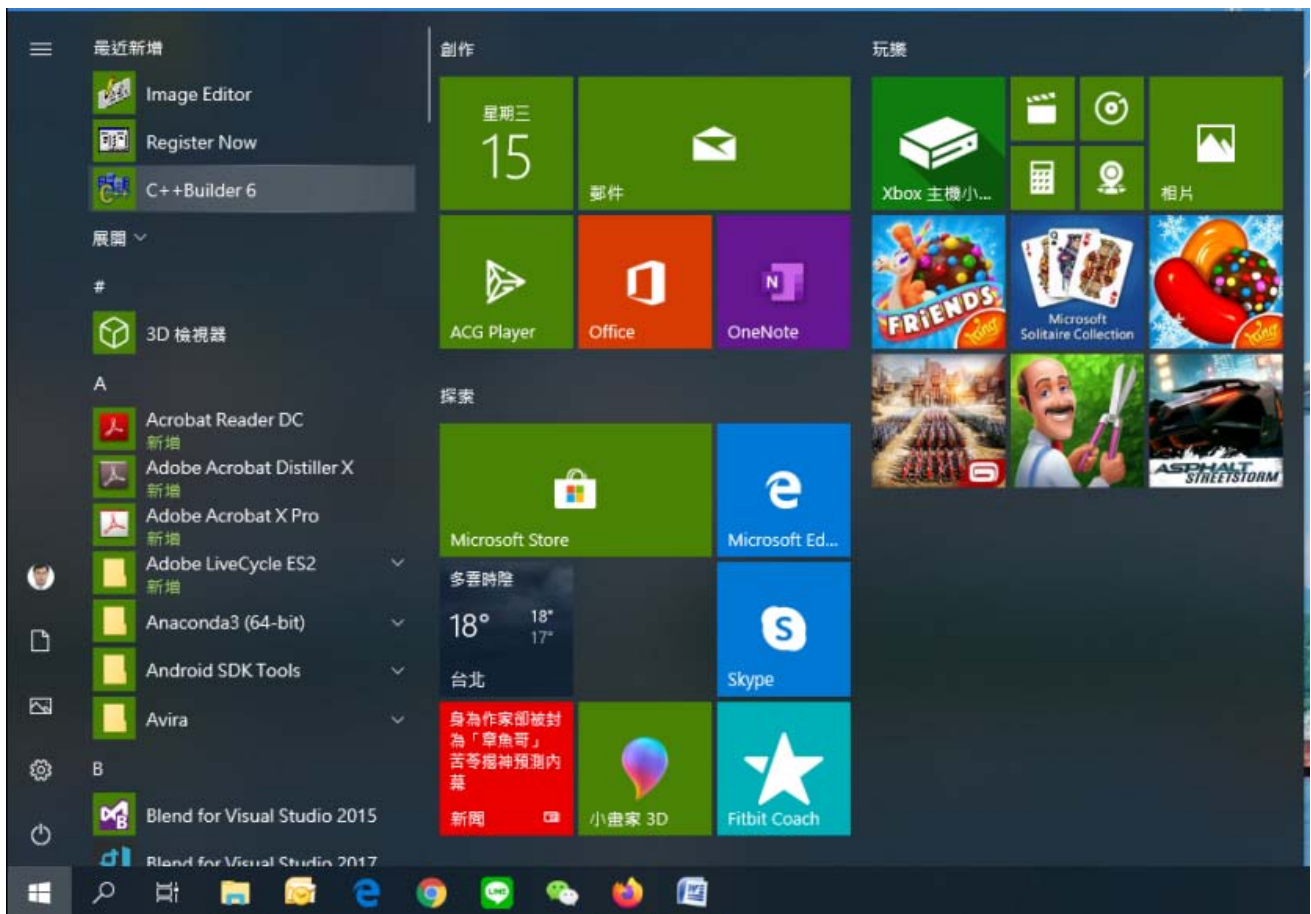 最近新增
Image Editor
Register Now
C++Builder 6
展開
#
3D 檢視器
A
Acrobat Reader DC
新增
Adobe Acrobat Distiller X
新增
Adobe Acrobat X Pro
新增
Adobe LiveCycle ES2
新增
Anaconda3 (64-bit)
Android SDK Tools
Avira
B
Blend for Visual Studio 2015
Blend for Visual Studio 2017
創作
星期三
15
郵件
ACG Player
Office
OneNote
探索
Microsoft Store
Microsoft Ed...
多雲時陰
18°
18°
17°
台北
Skype
身為作家卻被封
為「章魚哥」
苦苓揭神預測內
幕
新聞
小畫家 3D
Fitbit Coach
玩樂
Xbox 主機小...
相片
FRIENDS
King
Microsoft
Solitaire Collection
King
ASPHALT
STREETSTORM
LINE